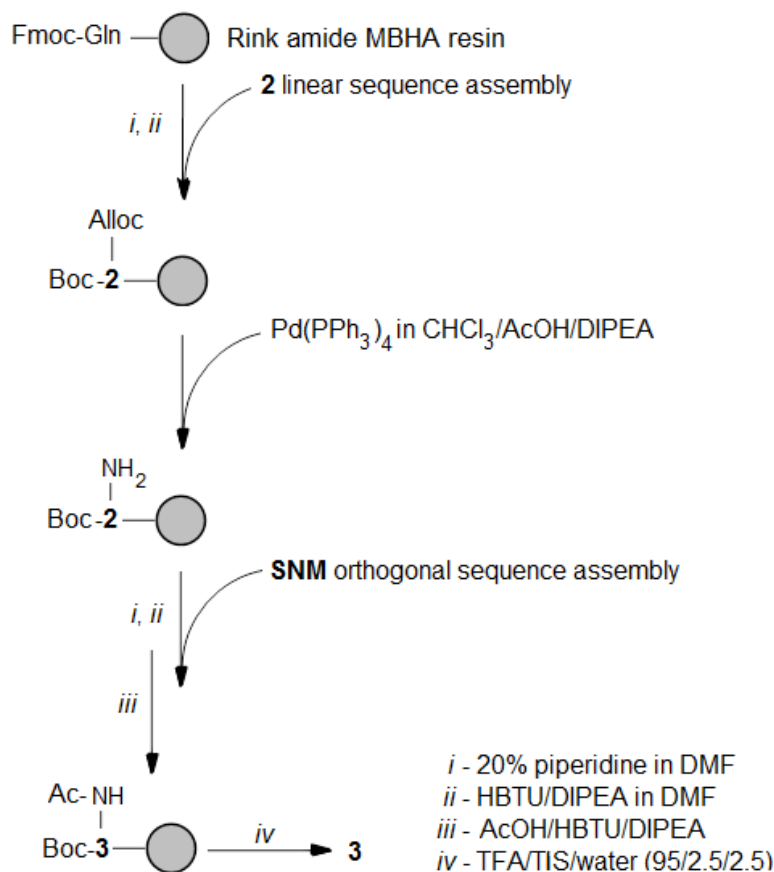 Fmoc-Gln
Rink amide MBHA resin
2 linear sequence assembly
i, ii
Alloc
Boc-2
Pd(PPh3)4 in CHCl3/AcOH/DIPEA
NH2
Boc-2
SNM orthogonal sequence assembly
i, ii
iii
Ac-NH
Boc-3
iv
3
i - 20% piperidine in DMF
ii - HBTU/DIPEA in DMF
iii - AcOH/HBTU/DIPEA
iv - TFA/TIS/water (95/2.5/2.5)